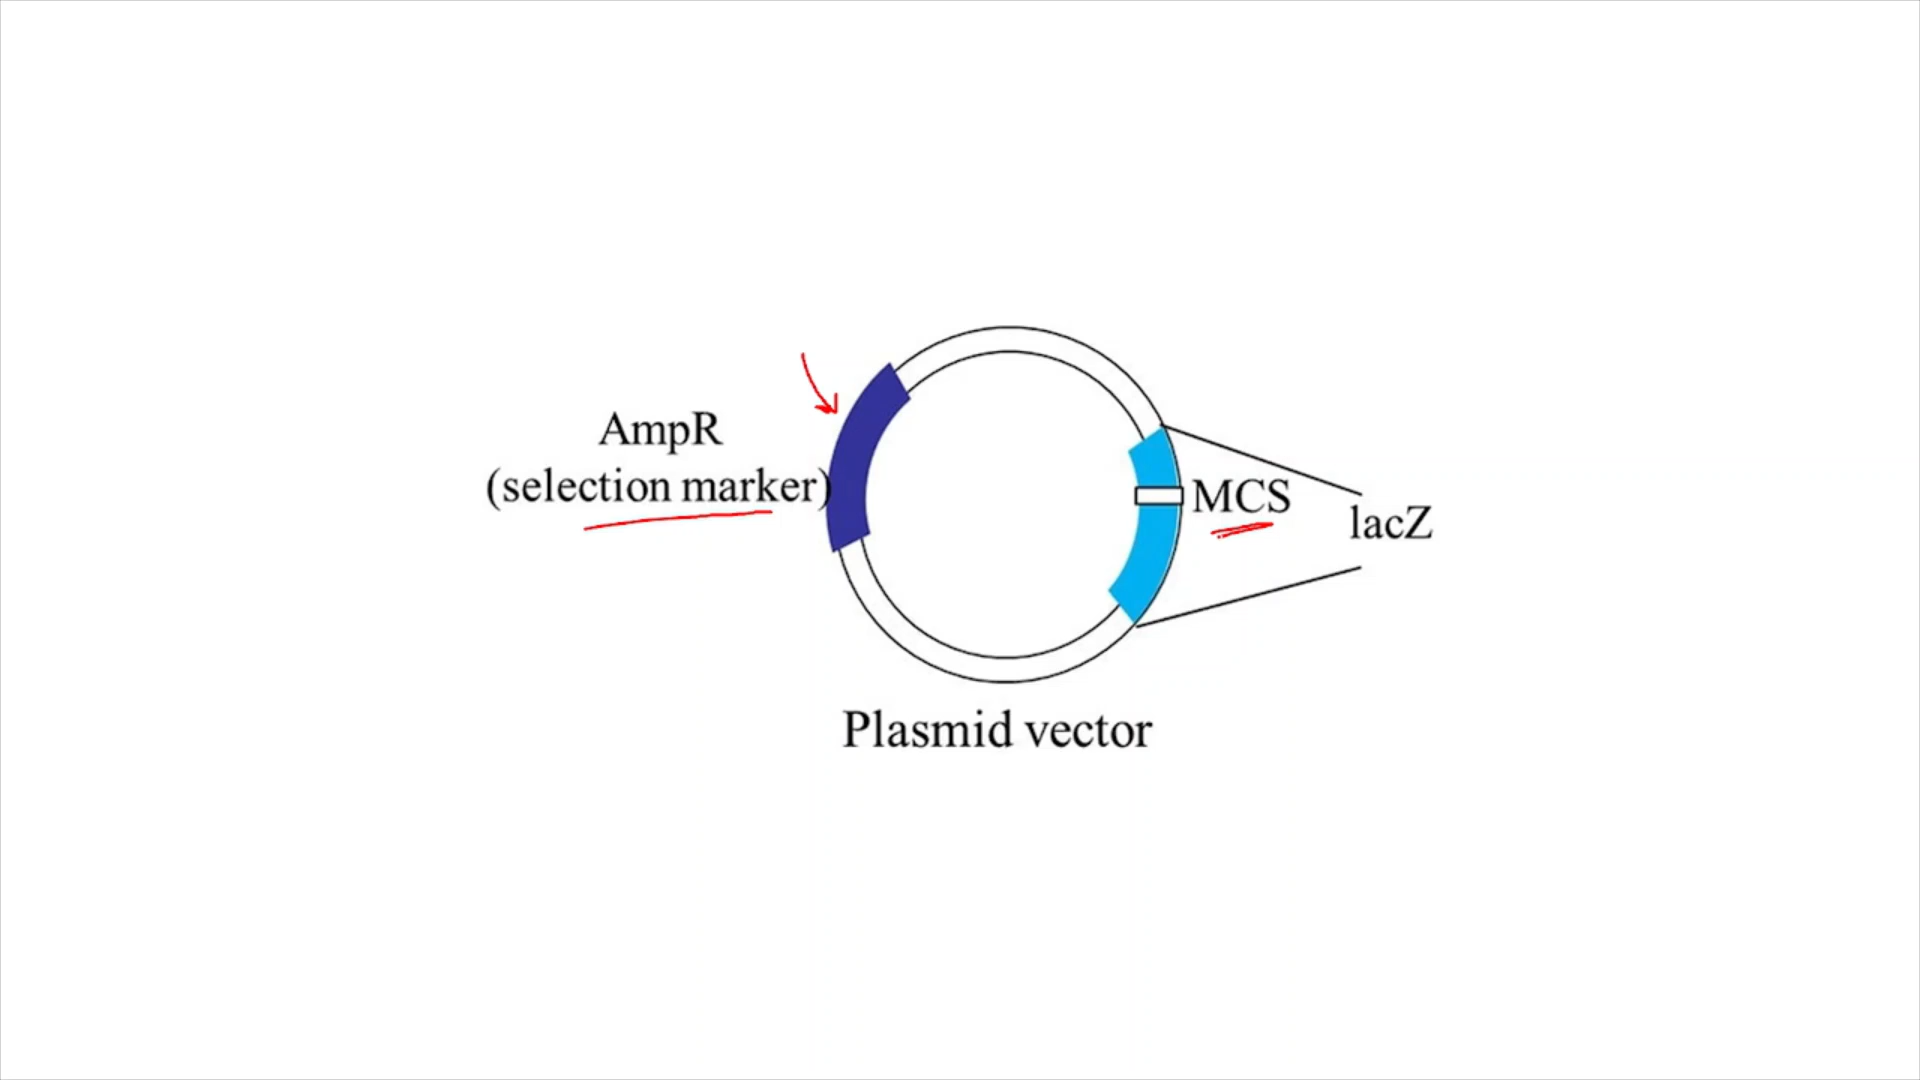 AmpR
(selection marker)
MCS
lacZ
Plasmid vector